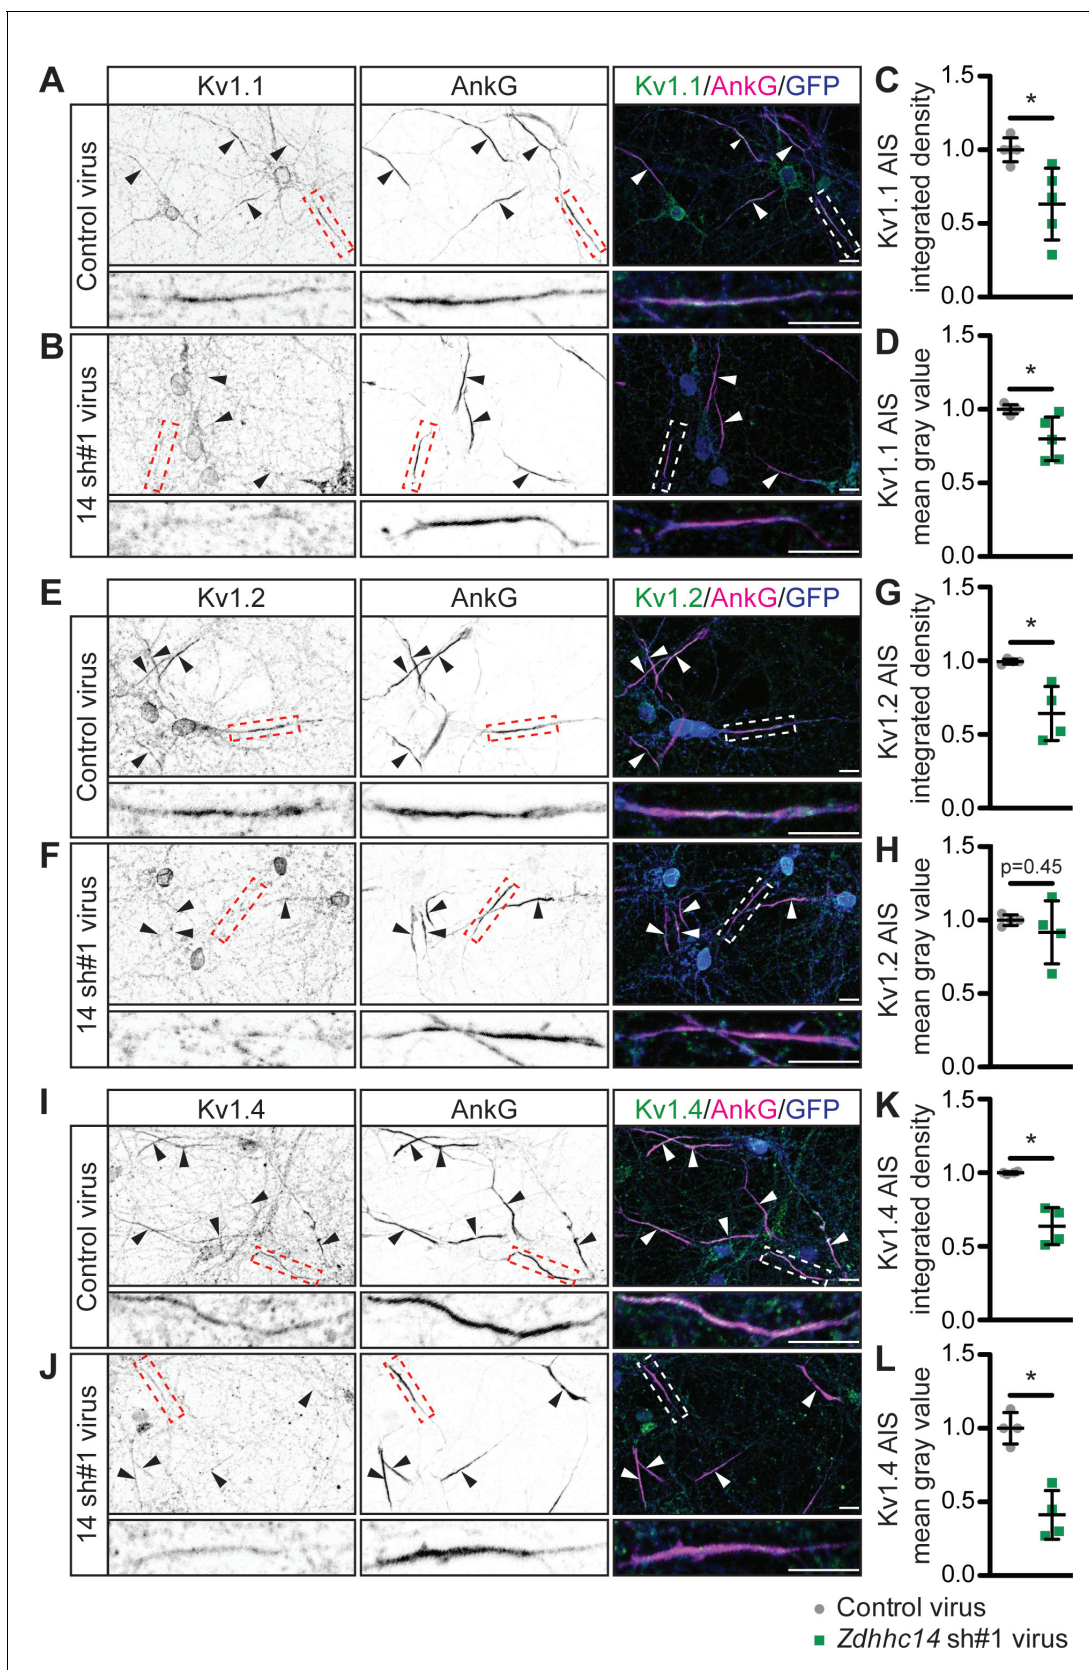 A
Kv1.1
AnkG
Kv1.1/AnkG/GFP
Control virus
B
14 sh#1 virus
C
Kv1.1 AIS
integrated density
1.5
1.0
0.5
0.0
*
D
Kv1.1 AIS
mean gray value
1.5
1.0
0.5
0.0
*
E
Kv1.2
AnkG
Kv1.2/AnkG/GFP
Control virus
F
14 sh#1 virus
G
Kv1.2 AIS
integrated density
1.5
1.0
0.5
0.0
*
H
Kv1.2 AIS
mean gray value
1.5
1.0
0.5
0.0
p=0.45
I
Kv1.4
AnkG
Kv1.4/AnkG/GFP
Control virus
J
14 sh#1 virus
K
Kv1.4 AIS
integrated density
1.5
1.0
0.5
0.0
*
L
Kv1.4 AIS
mean gray value
1.5
1.0
0.5
0.0
*
Control virus
Zdhhc14 sh#1 virus